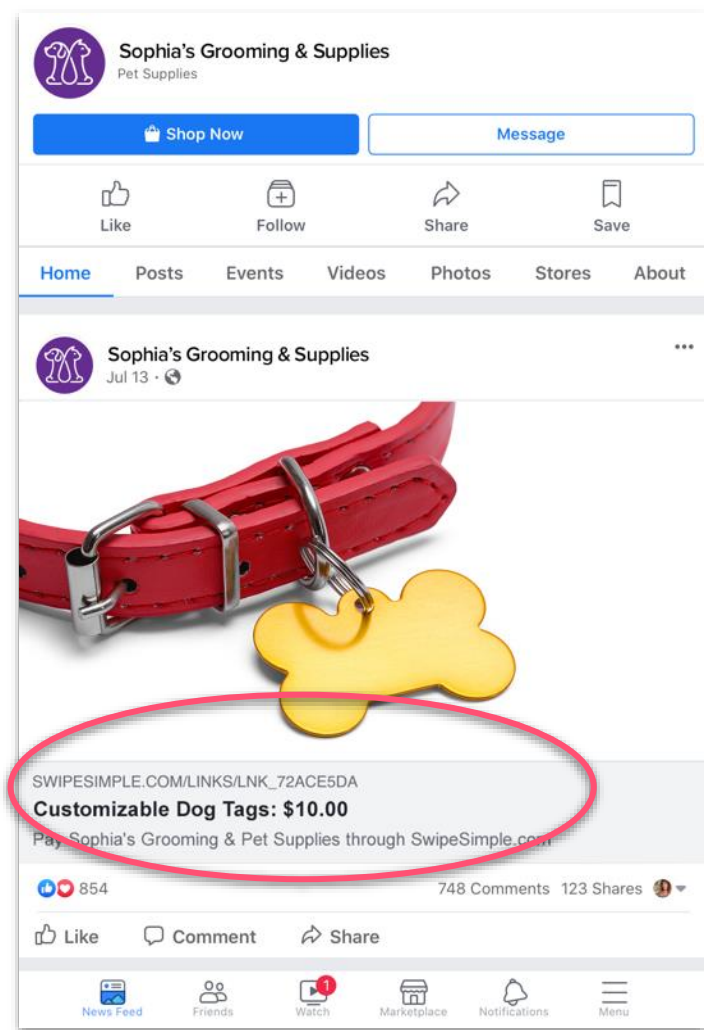 Sophia's Grooming & Supplies
Pet Supplies
Shop Now
Message
Like
Follow
Share
Save
Home
Posts
Events
Videos
Photos
Stores
About
Sophia's Grooming & Supplies
Jul 13 ·
SWIPESIMPLE.COM/LINKS/LNK_72ACE5DA
Customizable Dog Tags: $10.00
Pay Sophia's Grooming & Pet Supplies through SwipeSimple.com
854
748 Comments 123 Shares
Like
Comment
Share
1
News Feed
Friends
Watch
Marketplace
Notifications
Menu